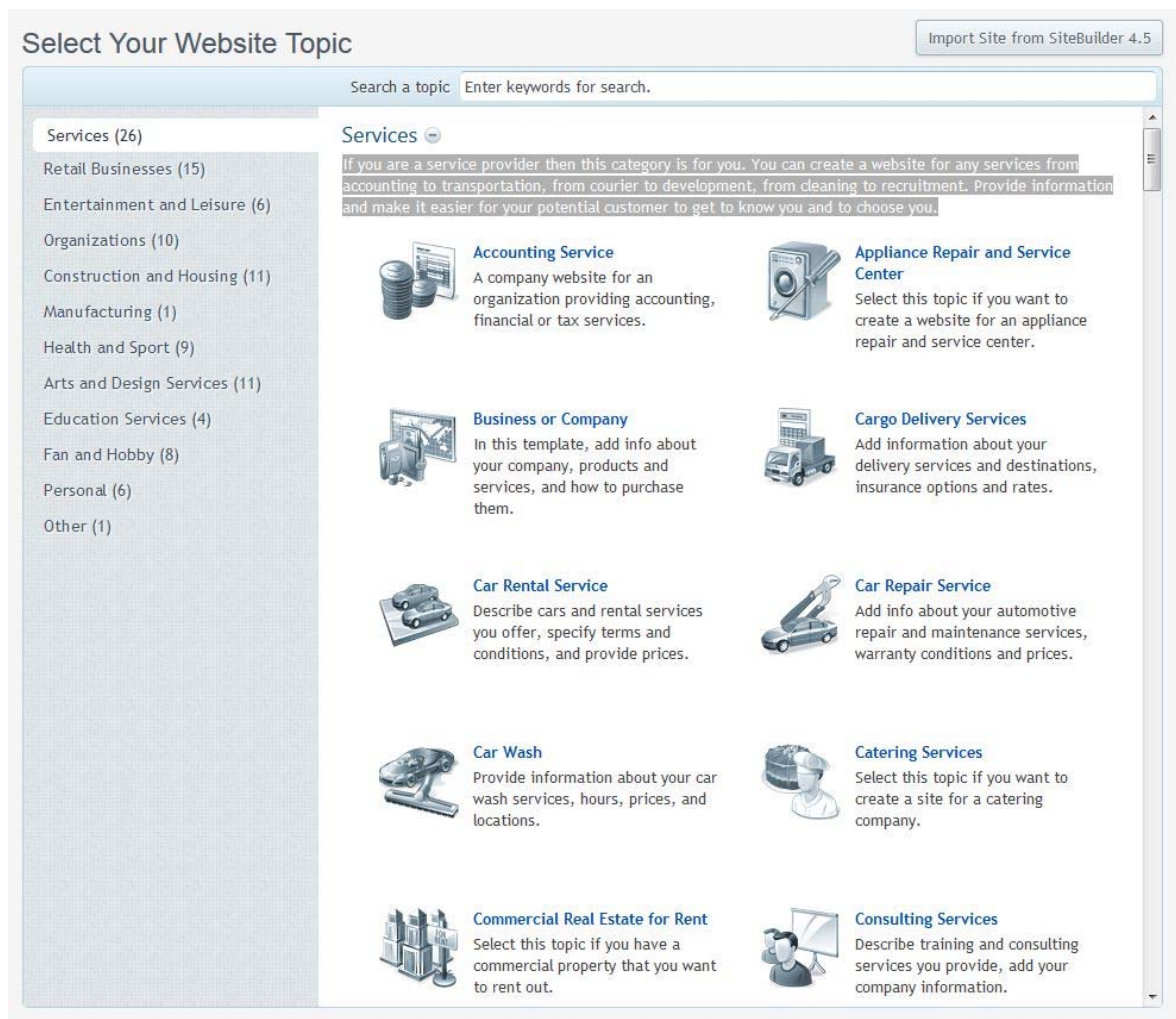 Select Your Website Topic
Import Site from SiteBuilder 4.5
Search a topic
Enter keywords for search.
Services (26)
Retail Businesses (15)
Entertainment and Leisure (6)
Organizations (10)
Construction and Housing (11)
Manufacturing (1)
Health and Sport (9)
Arts and Design Services (11)
Education Services (4)
Fan and Hobby (8)
Personal (6)
Other (1)
Services
If you are a service provider then this category is for you. You can create a website for any services from
accounting to transportation, from courier to development, from cleaning to recruitment. Provide information
and make it easier for your potential customer to get to know you and to choose you.
Accounting Service
A company website for an
organization providing accounting,
financial or tax services.
Appliance Repair and Service
Center
Select this topic if you want to
create a website for an appliance
repair and service center.
Business or Company
In this template, add info about
your company, products and
services, and how to purchase
them.
Cargo Delivery Services
Add information about your
delivery services and destinations,
insurance options and rates.
Car Rental Service
Describe cars and rental services
you offer, specify terms and
conditions, and provide prices.
Car Repair Service
Add info about your automotive
repair and maintenance services,
warranty conditions and prices.
Car Wash
Provide information about your car
wash services, hours, prices, and
locations.
Catering Services
Select this topic if you want to
create a site for a catering
company.
FOR
RENT
Commercial Real Estate for Rent
Select this topic if you have a
commercial property that you want
to rent out.
Consulting Services
Describe training and consulting
services you provide, add your
company information.